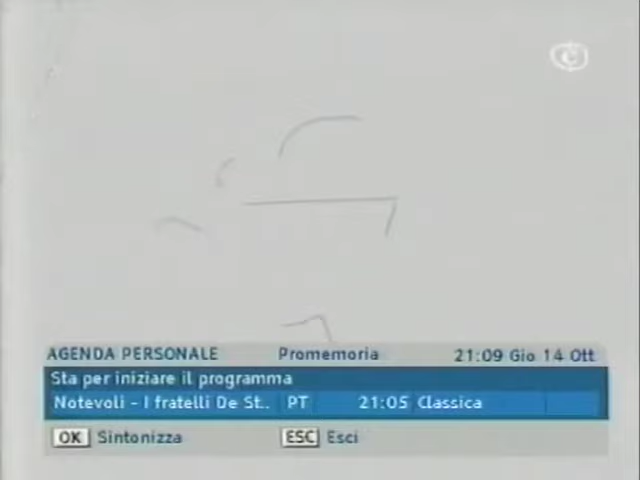 AGENDA PERSONALE Promemoria 21:09 Gio 14 Ott
Sta per iniziare il programma
Notevoli - I fratelli De St.. PT 21:05 Classica
OK Sintonizza ESC Esci